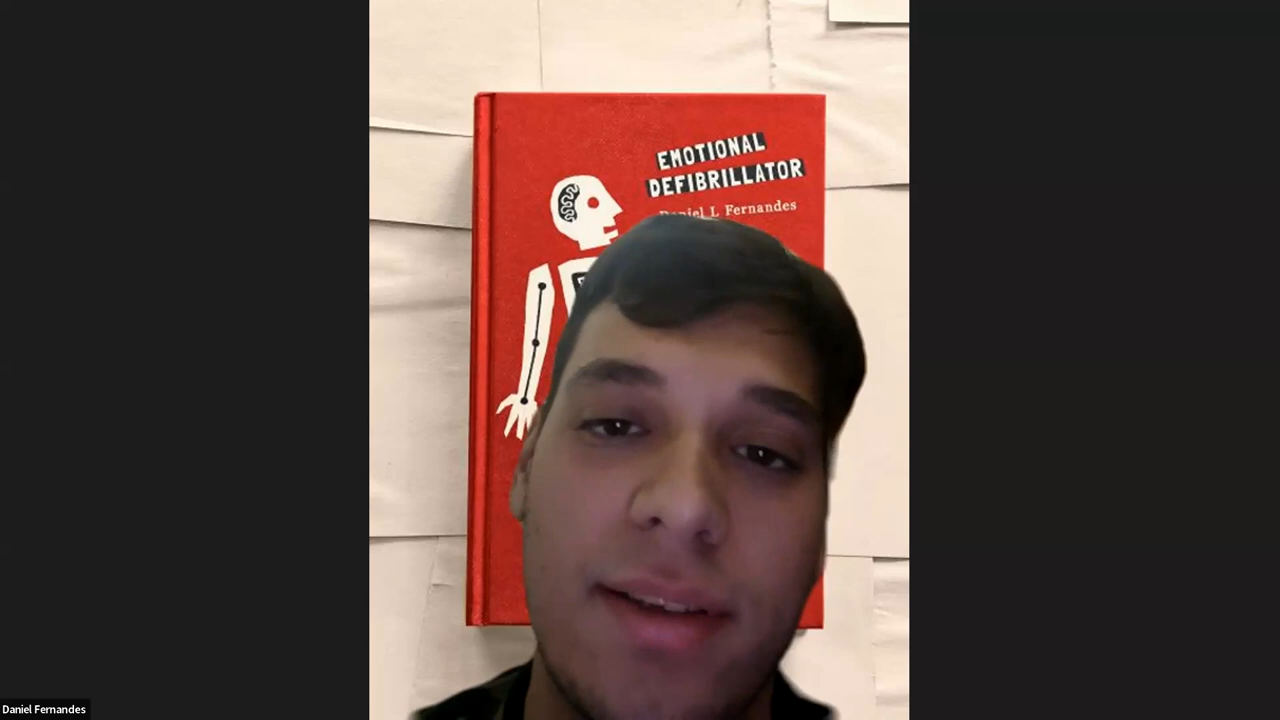 EMOTIONAL
DEFIBRILLATOR
Daniel L Fernandes
Daniel Fernandes